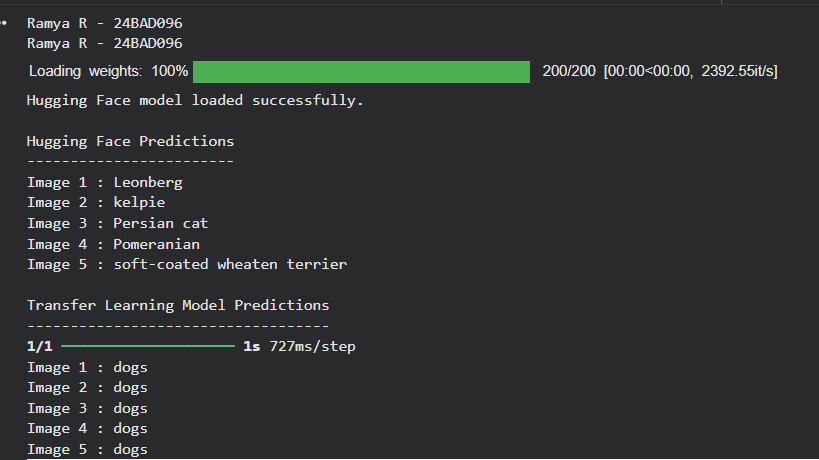 Ramya R - 24BAD096
Ramya R - 24BAD096
Loading weights: 100% 200/200 [00:00<00:00, 2392.55it/s]
Hugging Face model loaded successfully.
Hugging Face Predictions
------------------------
Image 1 : Leonberg
Image 2 : kelpie
Image 3 : Persian cat
Image 4 : Pomeranian
Image 5 : soft-coated wheaten terrier
Transfer Learning Model Predictions
-----------------------------------
1/1 ━━━━━━━━━━━━━━━━━━━━ 1s 727ms/step
Image 1 : dogs
Image 2 : dogs
Image 3 : dogs
Image 4 : dogs
Image 5 : dogs